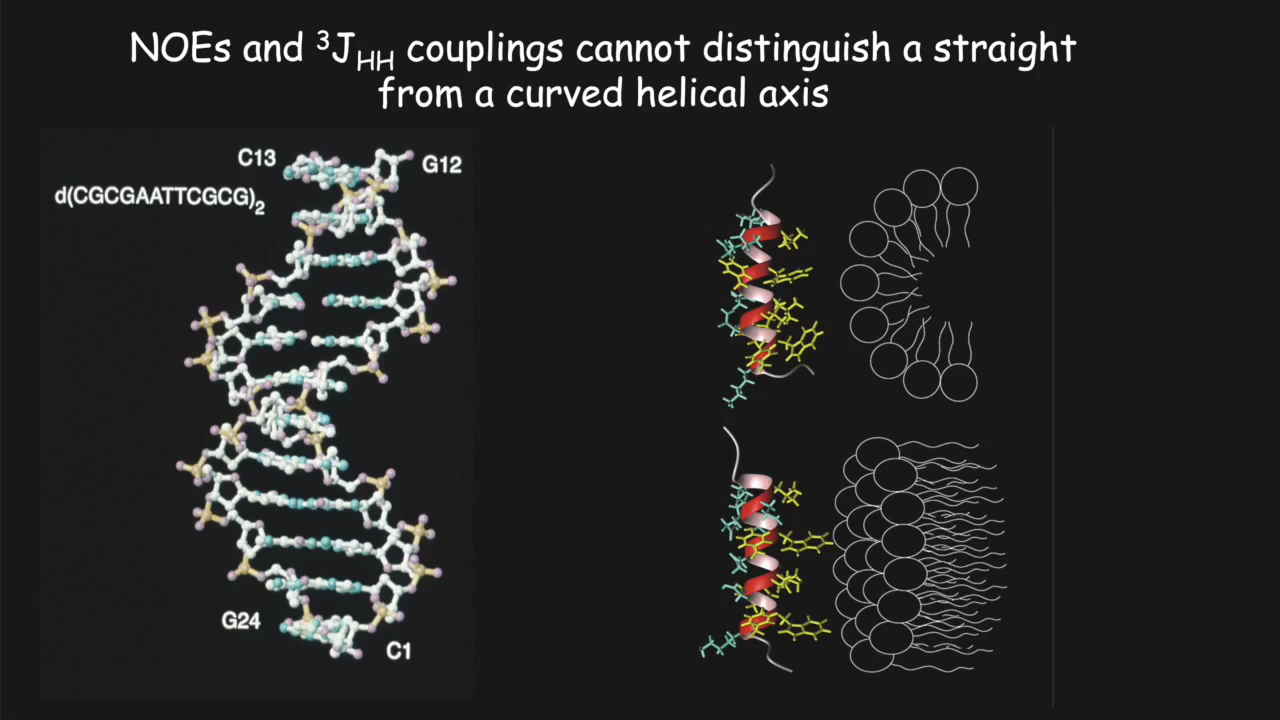 NOEs and ³J_HH couplings cannot distinguish a straight
from a curved helical axis
C13
G12
d(CGCGAATTCGCG)₂
G24
C1